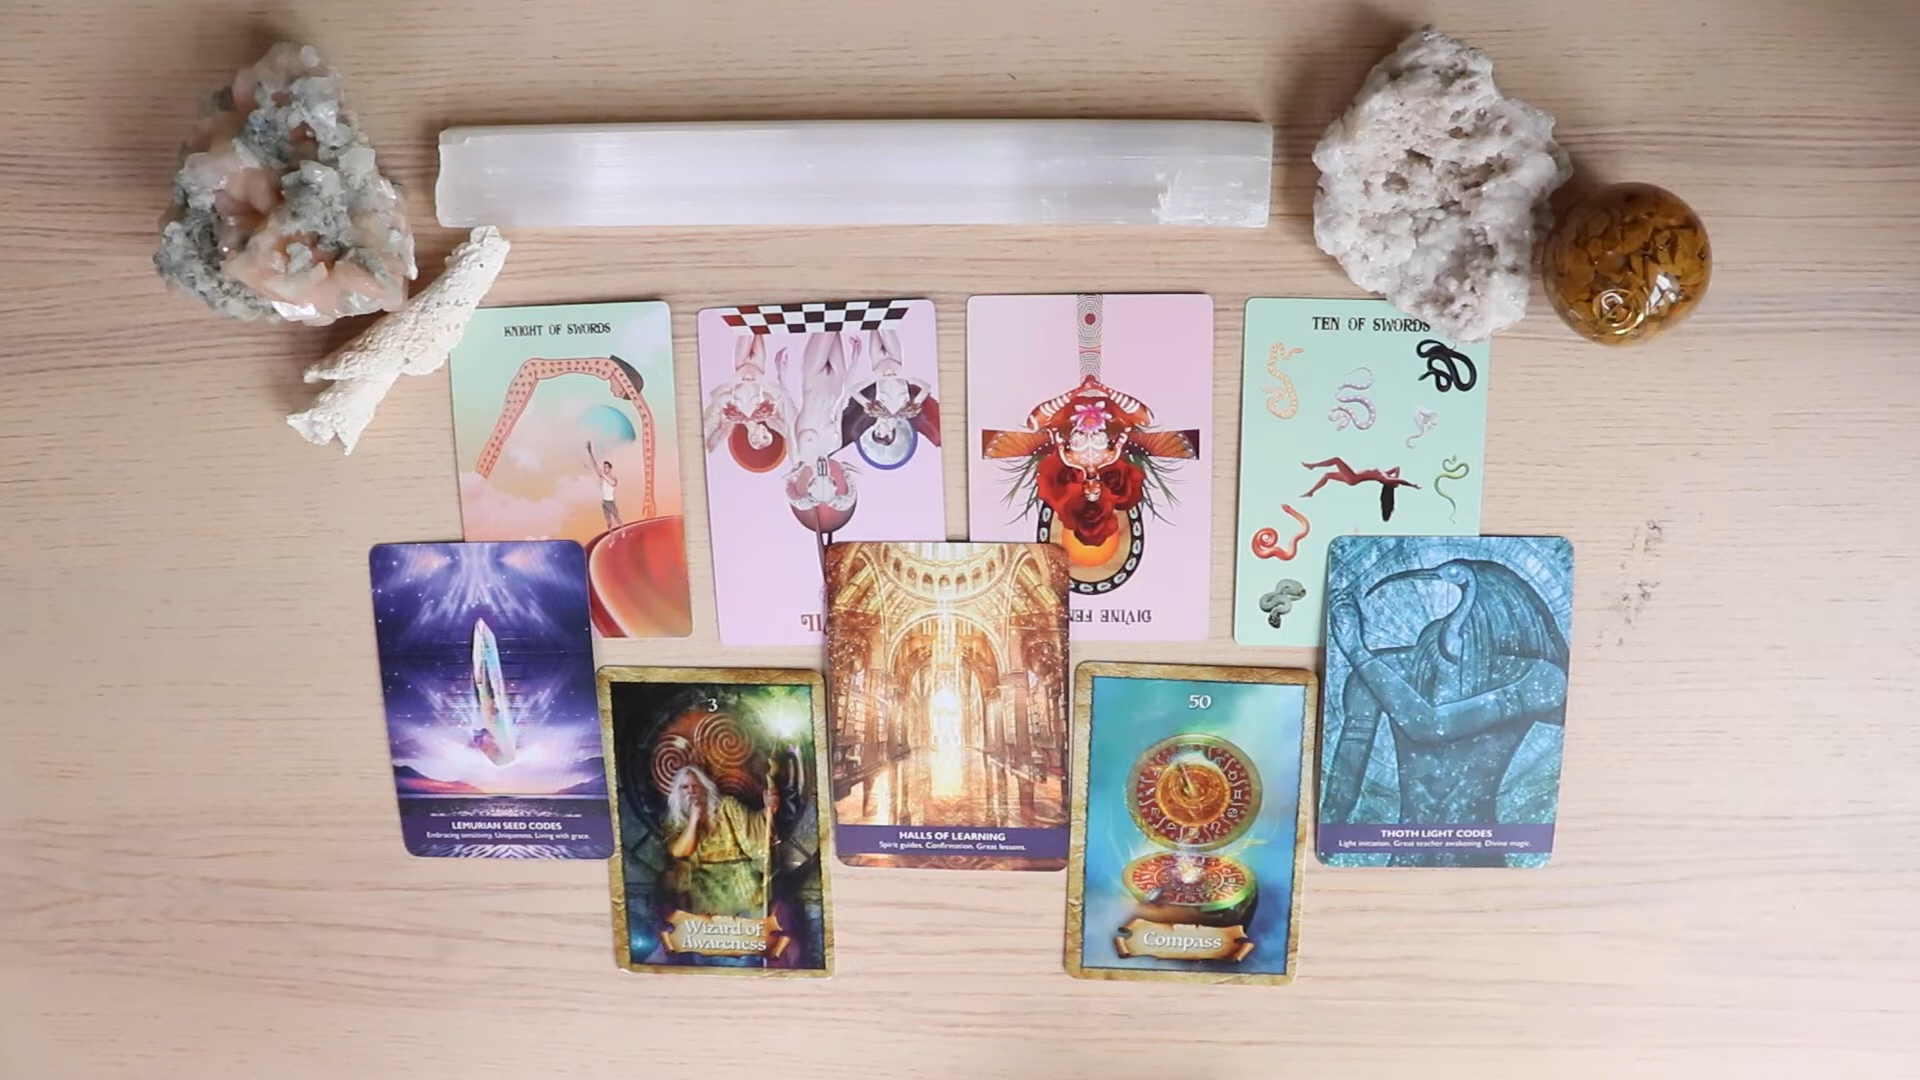 KNIGHT OF SWORDS
TEN OF SWORDS
DIVINE
LEMURIAN SEED CODES
Embracing sensitivity. Uniqueness. Living with grace.
3
Wizard of
Awareness
HALLS OF LEARNING
Spirit guides. Confirmation. Great lessons.
50
Compass
THOTH LIGHT CODES
Light initiation. Great teacher awakening. Divine magic.